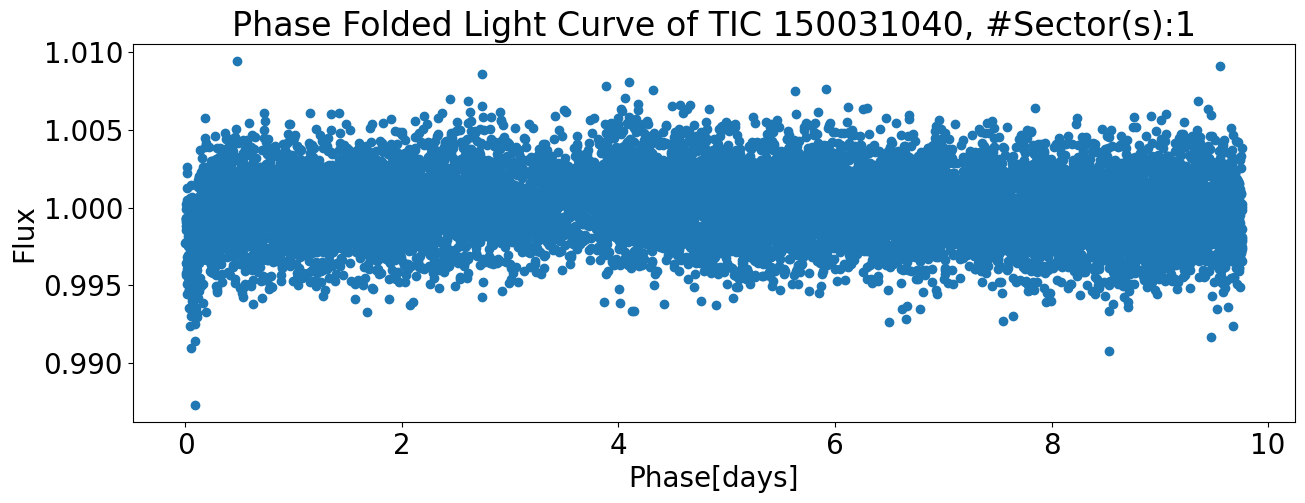 Phase Folded Light Curve of TIC 150031040, #Sector(s):1
1.010
1.005
1.000
0.995
0.990
Flux
0 2 4 6 8 10
Phase[days]